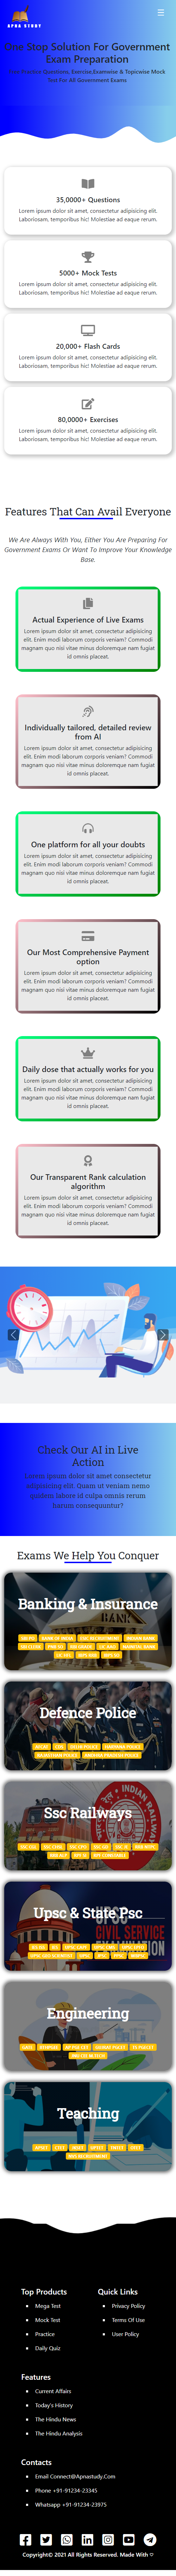 APNA STUDY
One Stop Solution For Government
Exam Preparation
Practice Questions, Exercise,Examwise & Topicwise Mock
Test For All Government Exams
35,0000+ Questions
Lorem ipsum dolor sit amet, consectetur adipisicing elit.
Laboriosam, temporibus hic! Molestiae ad eaque rerum.
5000+ Mock Tests
Lorem ipsum dolor sit amet, consectetur adipisicing elit.
Laboriosam, temporibus hic! Molestiae ad eaque rerum.
20,000+ Flash Cards
Lorem ipsum dolor sit amet, consectetur adipisicing elit.
Laboriosam, temporibus hic! Molestiae ad eaque rerum.
80,0000+ Exercises
Lorem ipsum dolor sit amet, consectetur adipisicing elit.
Laboriosam, temporibus hic! Molestiae ad eaque rerum.
Features That Can Avail Everyone
We Are Always With You, Either You Are Preparing For
Government Exams Or Want To Improve Your Knowledge
Base.
Actual Experience of Live Exams
Lorem ipsum dolor sit amet, consectetur adipisicing
elit. Enim modi laborum corporis veniam? Commodi
magnam quo nisi vitae minus doloremque nam fugiat
id omnis placeat.
Individually tailored, detailed review
from AI
Lorem ipsum dolor sit amet, consectetur adipisicing
elit. Enim modi laborum corporis veniam? Commodi
magnam quo nisi vitae minus doloremque nam fugiat
id omnis placeat.
One platform for all your doubts
Lorem ipsum dolor sit amet, consectetur adipisicing
elit. Enim modi laborum corporis veniam? Commodi
magnam quo nisi vitae minus doloremque nam fugiat
id omnis placeat.
Our Most Comprehensive Payment
option
Lorem ipsum dolor sit amet, consectetur adipisicing
elit. Enim modi laborum corporis veniam? Commodi
magnam quo nisi vitae minus doloremque nam fugiat
id omnis placeat.
Daily dose that actually works for you
Lorem ipsum dolor sit amet, consectetur adipisicing
elit. Enim modi laborum corporis veniam? Commodi
magnam quo nisi vitae minus doloremque nam fugiat
id omnis placeat.
Our Transparent Rank calculation
algorithm
Lorem ipsum dolor sit amet, consectetur adipisicing
elit. Enim modi laborum corporis veniam? Commodi
magnam quo nisi vitae minus doloremque nam fugiat
id omnis placeat.
Check Our AI in Live
Action
Lorem ipsum dolor sit amet consectetur
adipisicing elit. Quam ut veniam nemo
quidem labore id culpa omnis rerum
harum consequuntur?
Exams We Help You Conquer
Banking & Insurance
BANK
Defence Police
DELHI POLICE HARYANA POLICE
RAJASTHAN POLICE ANDHRA PRADESH POLICE
INDIAN RAILWAYS
Ssc Railways
Upsc & State Psc
UPSC
CIVIL SERVICE
EXAMINATION
Engineering
Teaching
Top Products
Mega Test
Mock Test
Practice
Daily Quiz
Quick Links
Privacy Policy
Terms Of Use
User Policy
Features
Current Affairs
Today's History
The Hindu News
The Hindu Analysis
Contacts
Email Connect@Apnastudy.Com
Phone +91-91234-23345
Whatsapp +91-91234-23975
Copyright© 2021 All Rights Reserved. Made With ♡